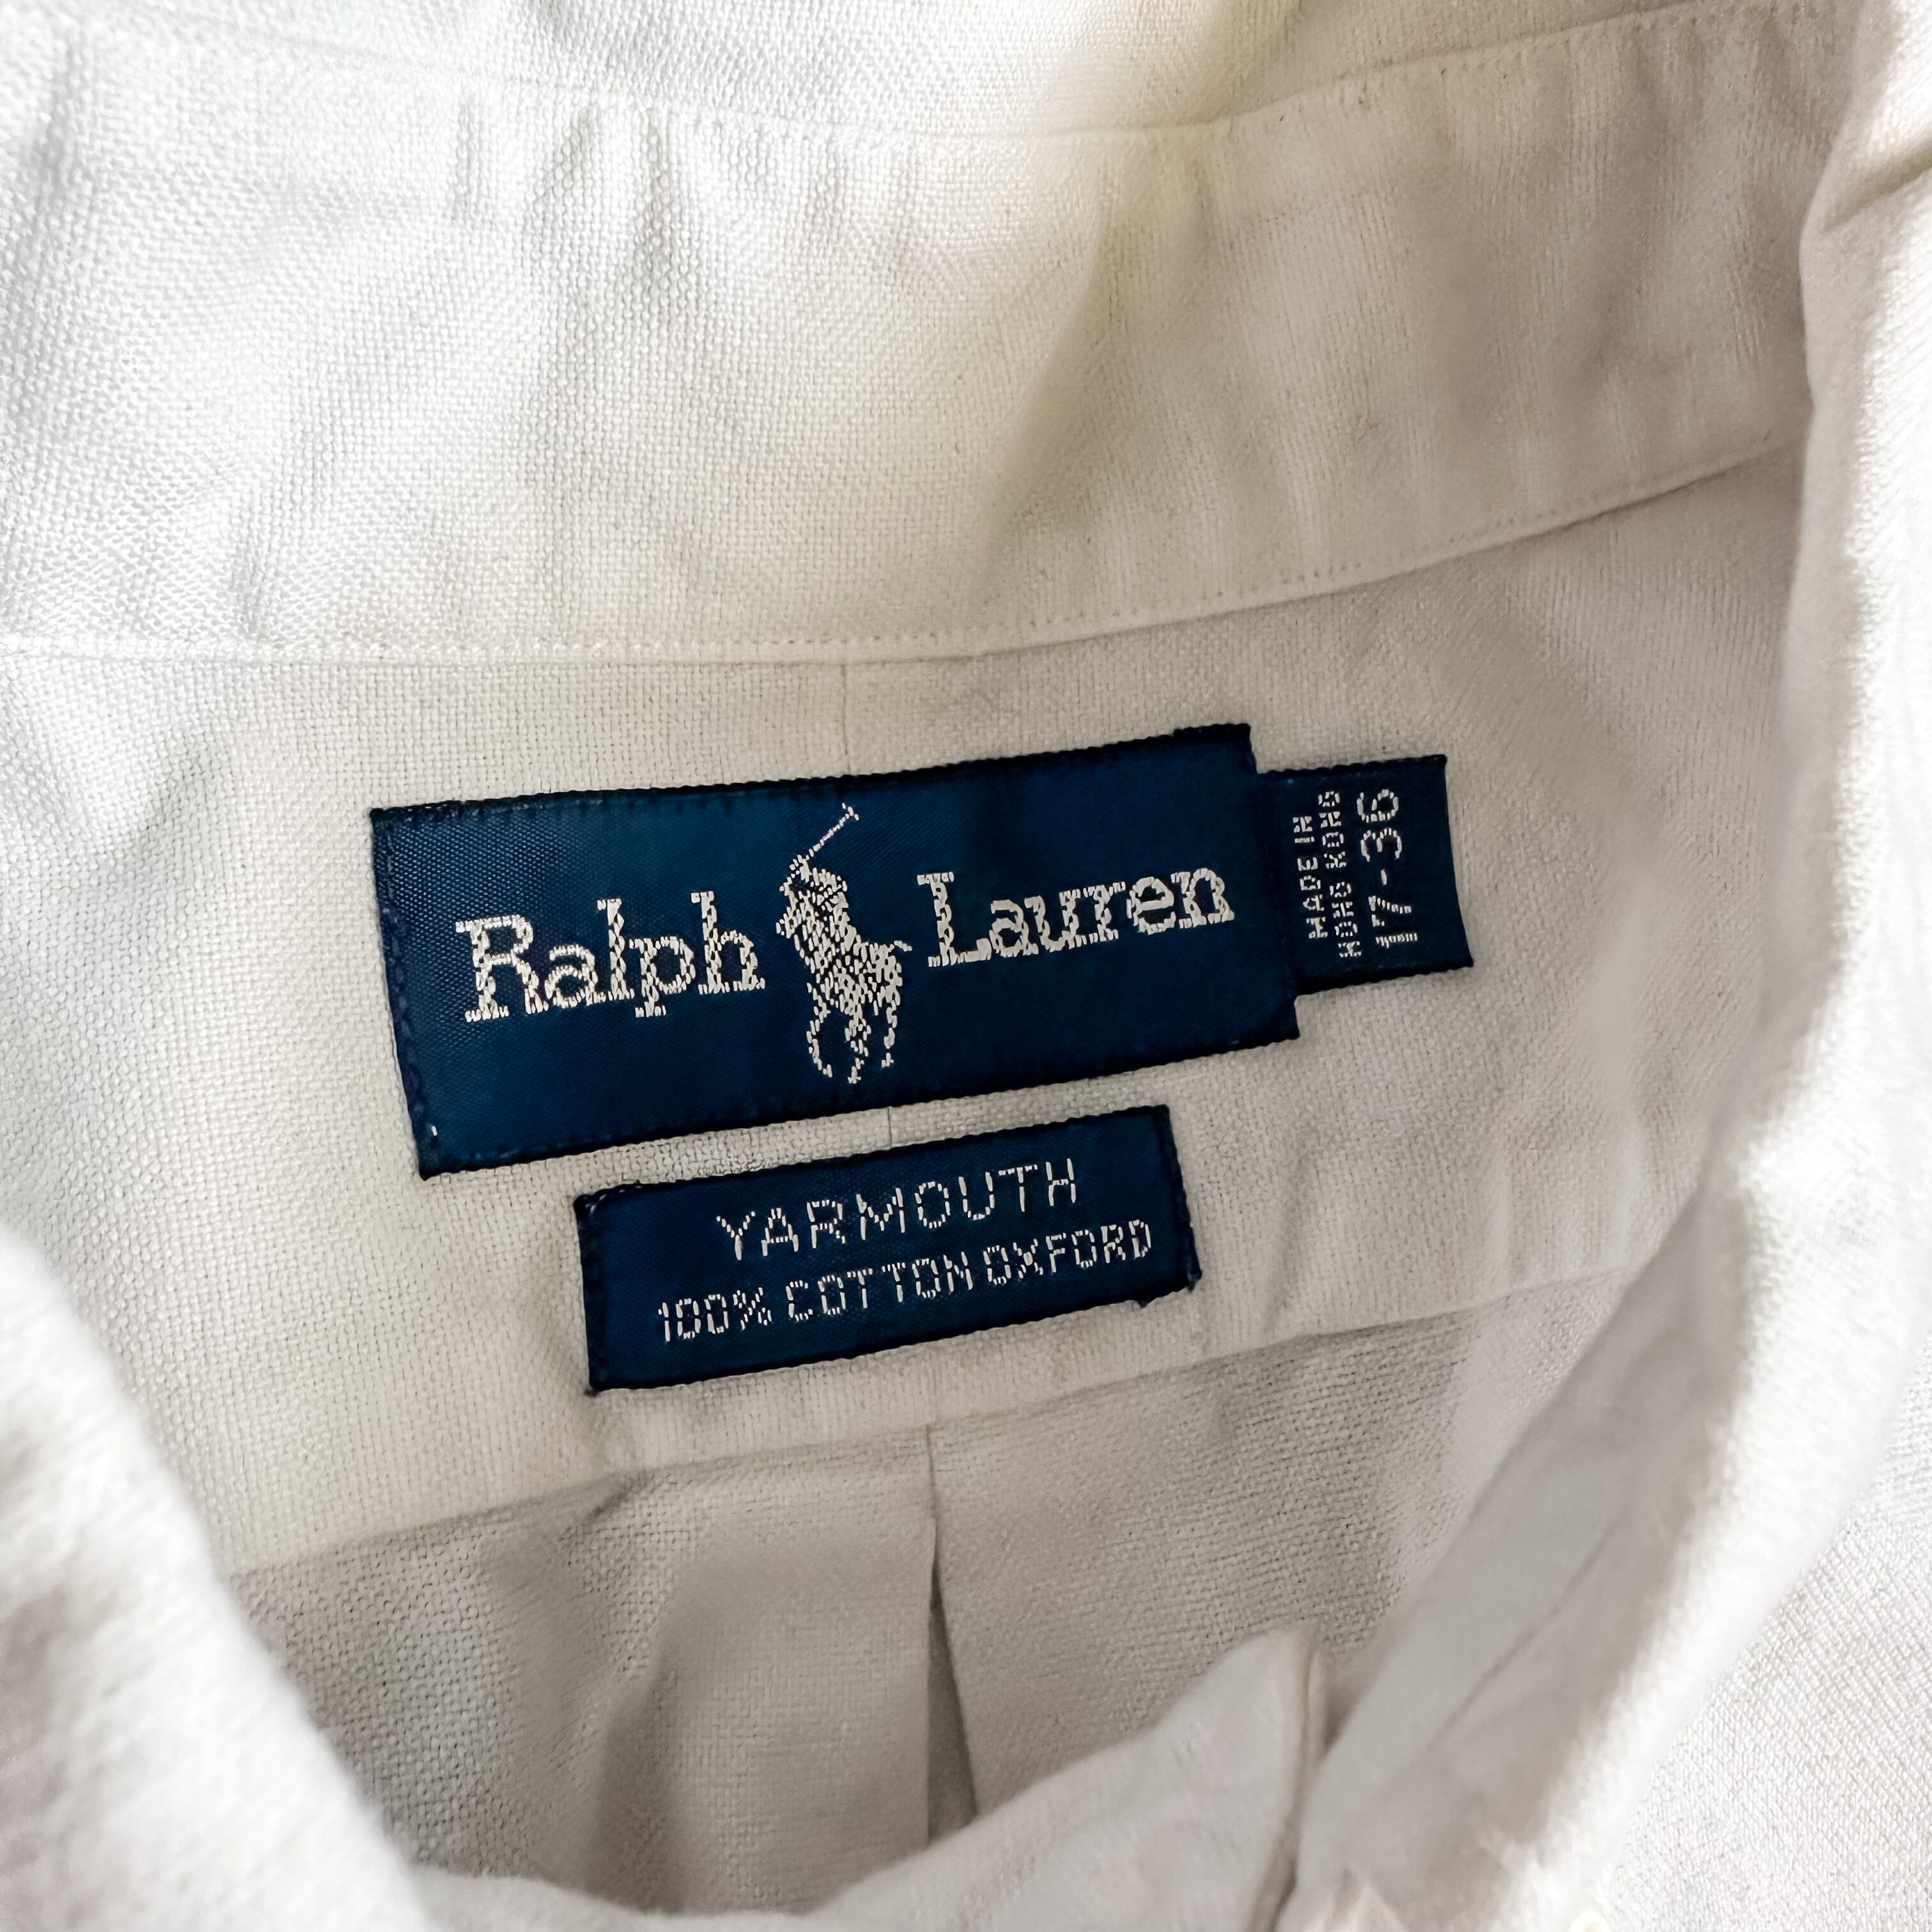 Ralph Lauren
MADE IN
HONG KONG
17-36
YARMOUTH
100% COTTON OXFORD